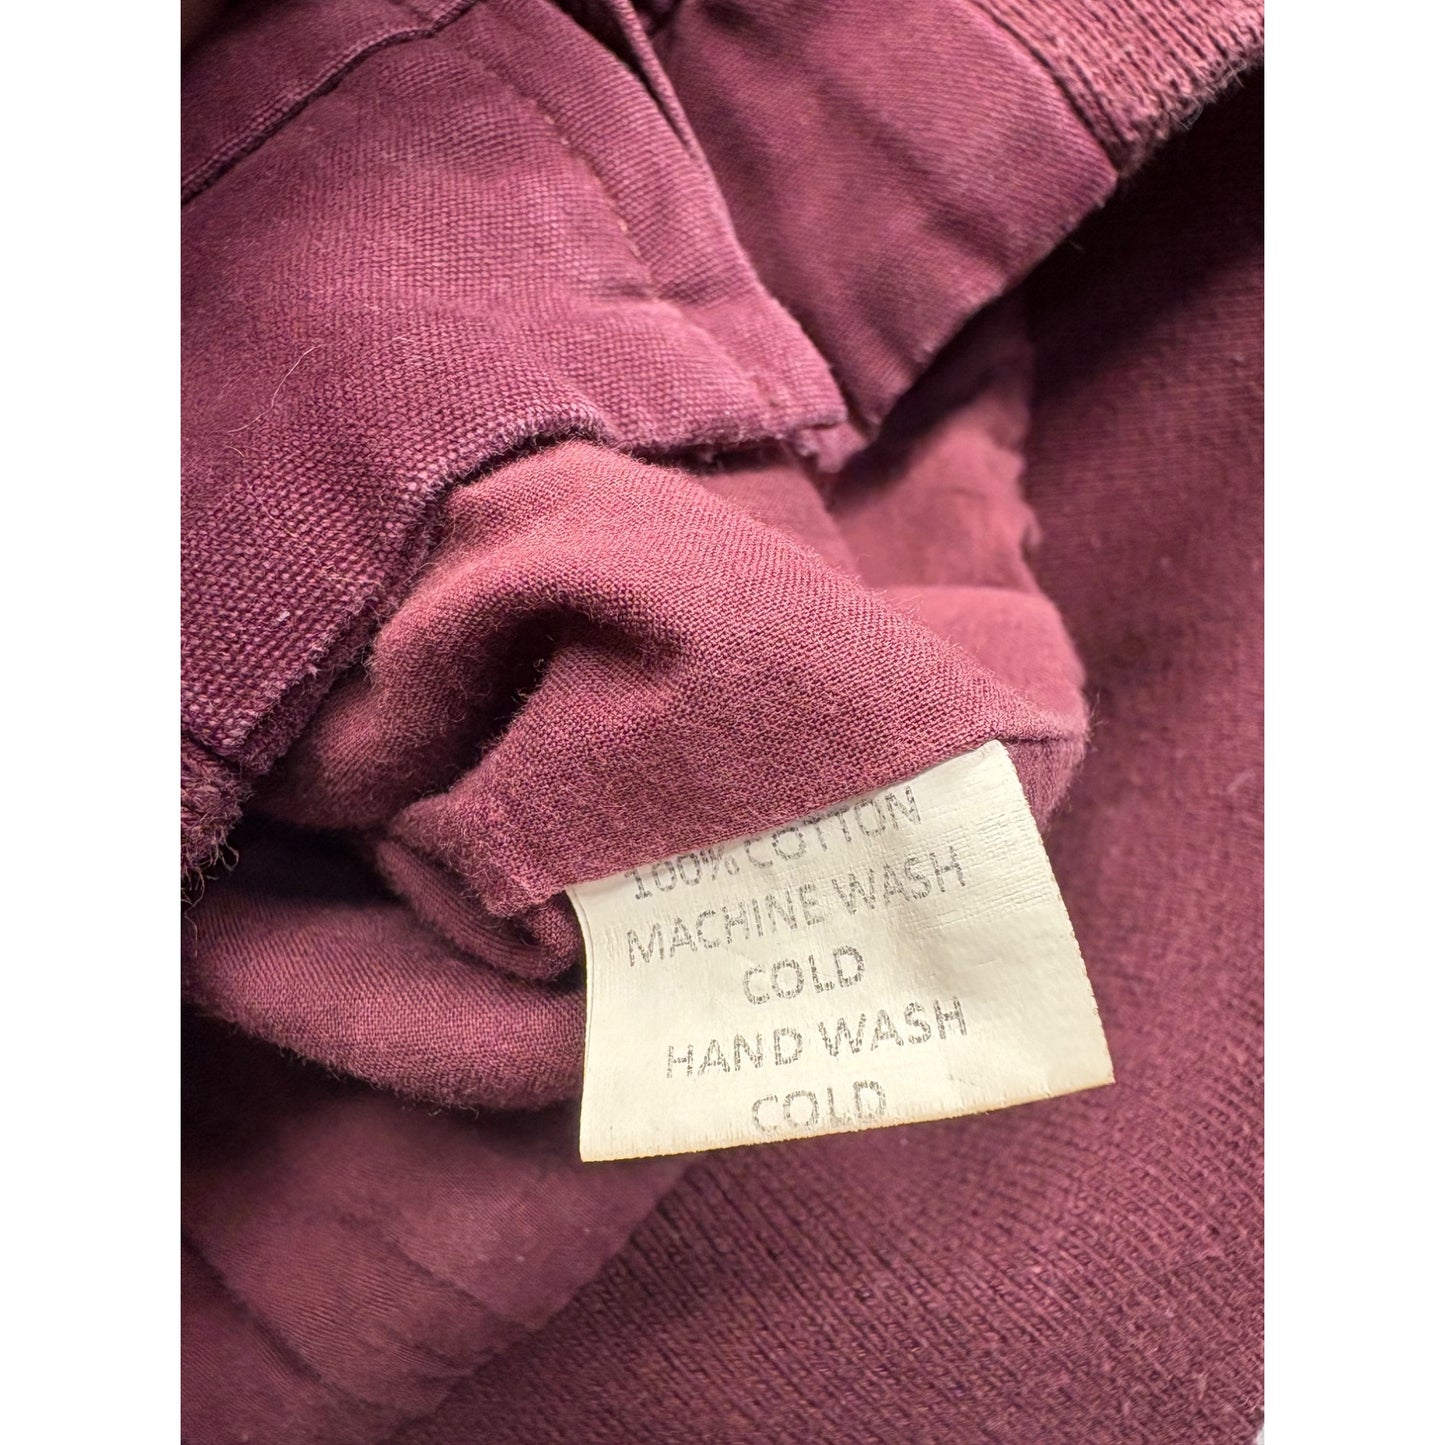 100% COTTON
MACHINE WASH
COLD
HAND WASH
COLD